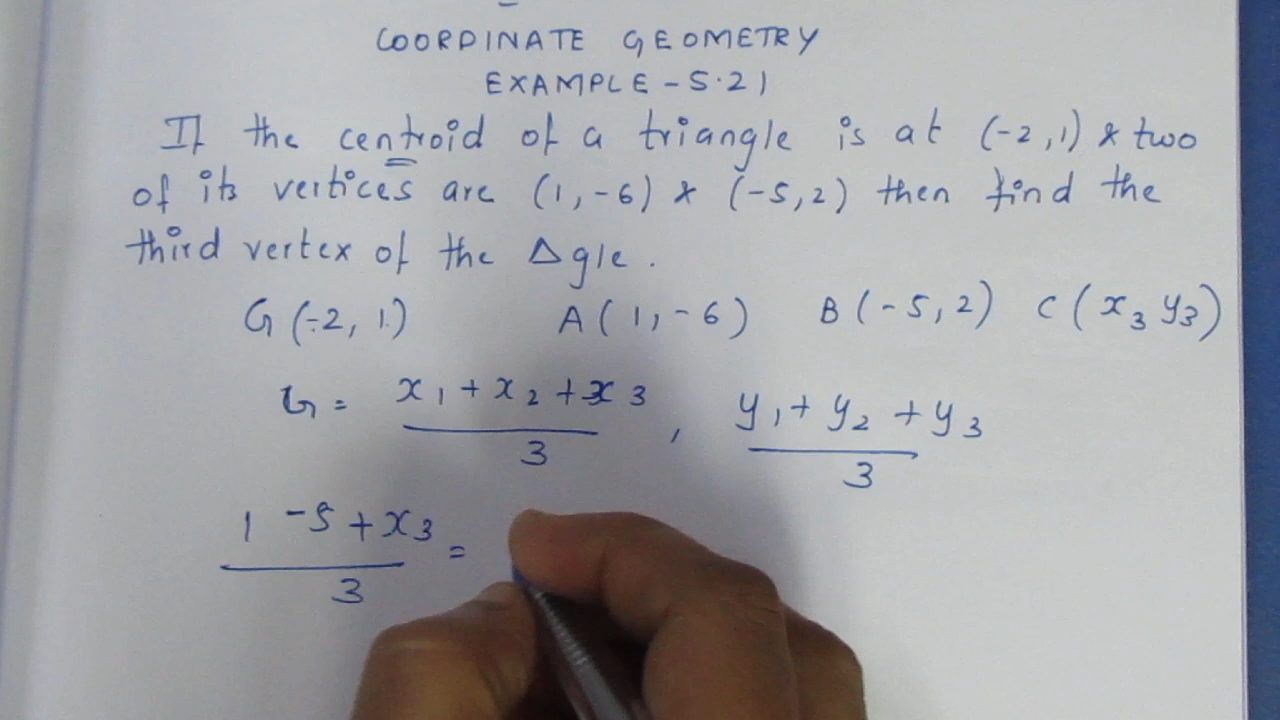 COORDINATE GEOMETRY
EXAMPLE - 5.21
If the centroid of a triangle is at (-2,1) & two
of its vertices are (1,-6) & (-5,2) then find the
third vertex of the Δgle.
G(-2, 1) A(1,-6) B(-5,2) C(x₃ y₃)
G = x₁+x₂+x₃ / 3 , y₁+y₂+y₃ / 3
1 -5+x₃ / 3 =